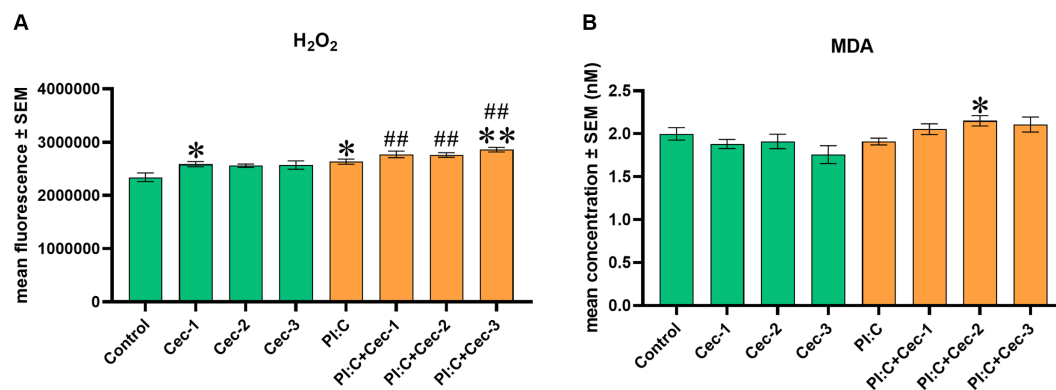 A
H₂O₂
mean fluorescence ± SEM
4000000
3000000
2000000
1000000
0
*
*
##
##
##
**
Control
Cec-1
Cec-2
Cec-3
PI:C
PI:C+Cec-1
PI:C+Cec-2
PI:C+Cec-3
B
MDA
mean concentration ± SEM (nM)
2.5
2.0
1.5
1.0
0.5
0.0
*
Control
Cec-1
Cec-2
Cec-3
PI:C
PI:C+Cec-1
PI:C+Cec-2
PI:C+Cec-3